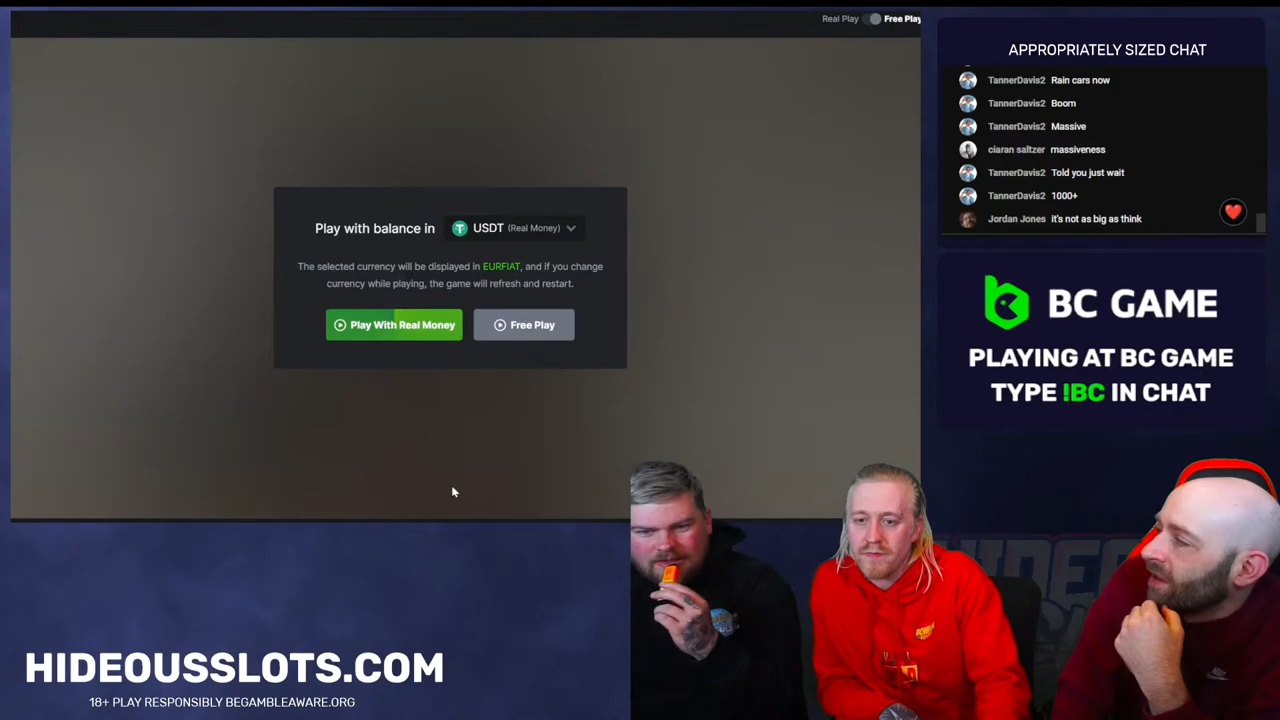 Real Play Free Play
Play with balance in USDT (Real Money)
The selected currency will be displayed in EURFIAT, and if you change
currency while playing, the game will refresh and restart.
Play With Real Money Free Play
APPROPRIATELY SIZED CHAT
TannerDavis2 Rain cars now
TannerDavis2 Boom
TannerDavis2 Massive
ciaran saltzer massiveness
TannerDavis2 Told you just wait
TannerDavis2 1000+
Jordan Jones it's not as big as think
BC GAME
PLAYING AT BC GAME
TYPE !BC IN CHAT
HIDEOUSSLOTS.COM
18+ PLAY RESPONSIBLY BEGAMBLEAWARE.ORG